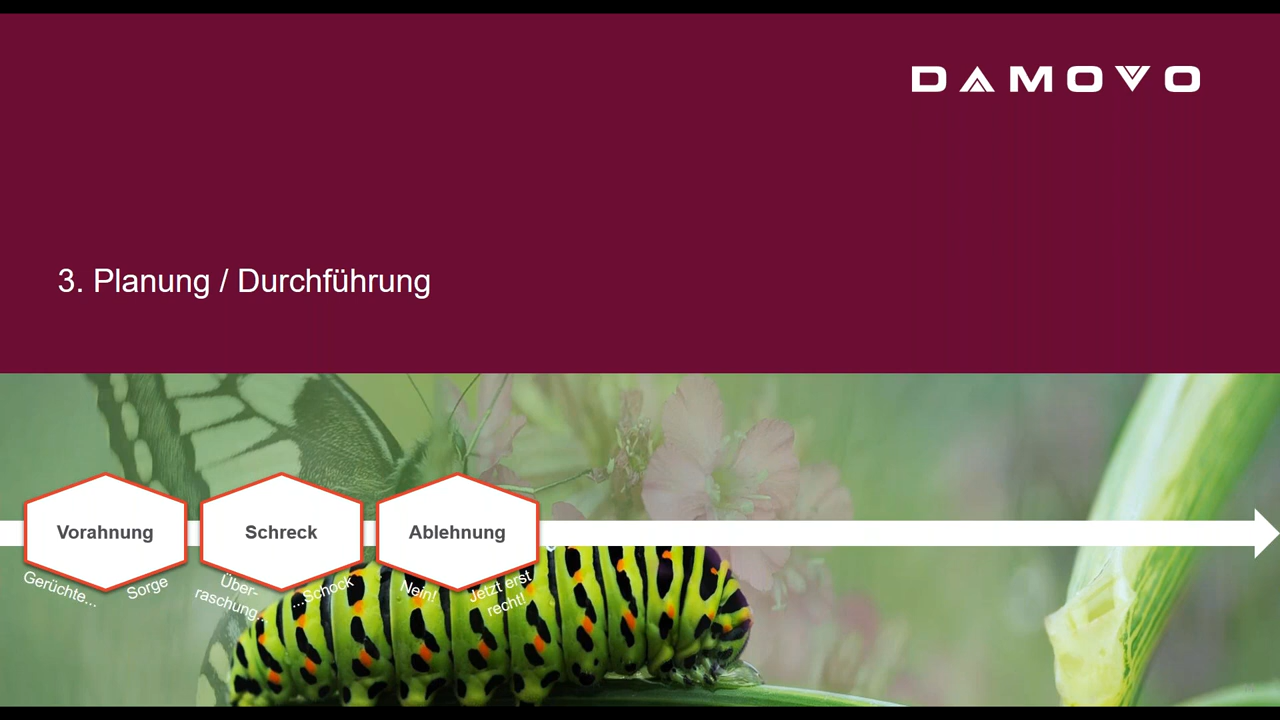 DAMOVO
3. Planung / Durchführung
Vorahnung
Schreck
Ablehnung
Gerüchte...
Sorge
Über-
raschung..
...Schock
Nein!
Jetzt erst
recht!